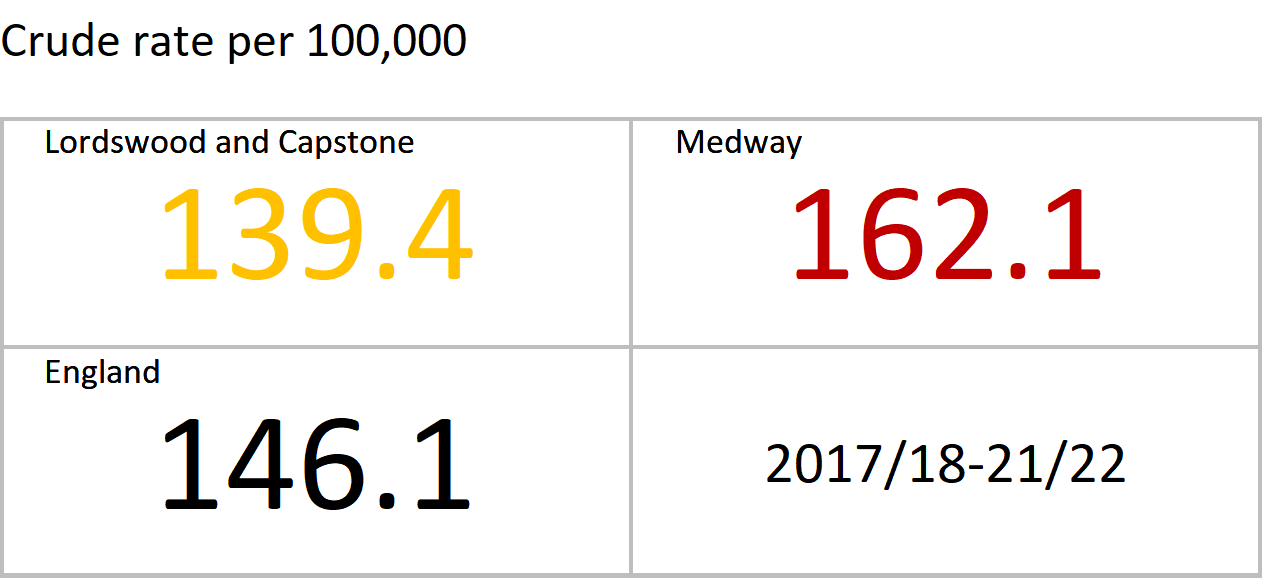 Crude rate per 100,000
Lordswood and Capstone
139.4
Medway
162.1
England
146.1
2017/18-21/22